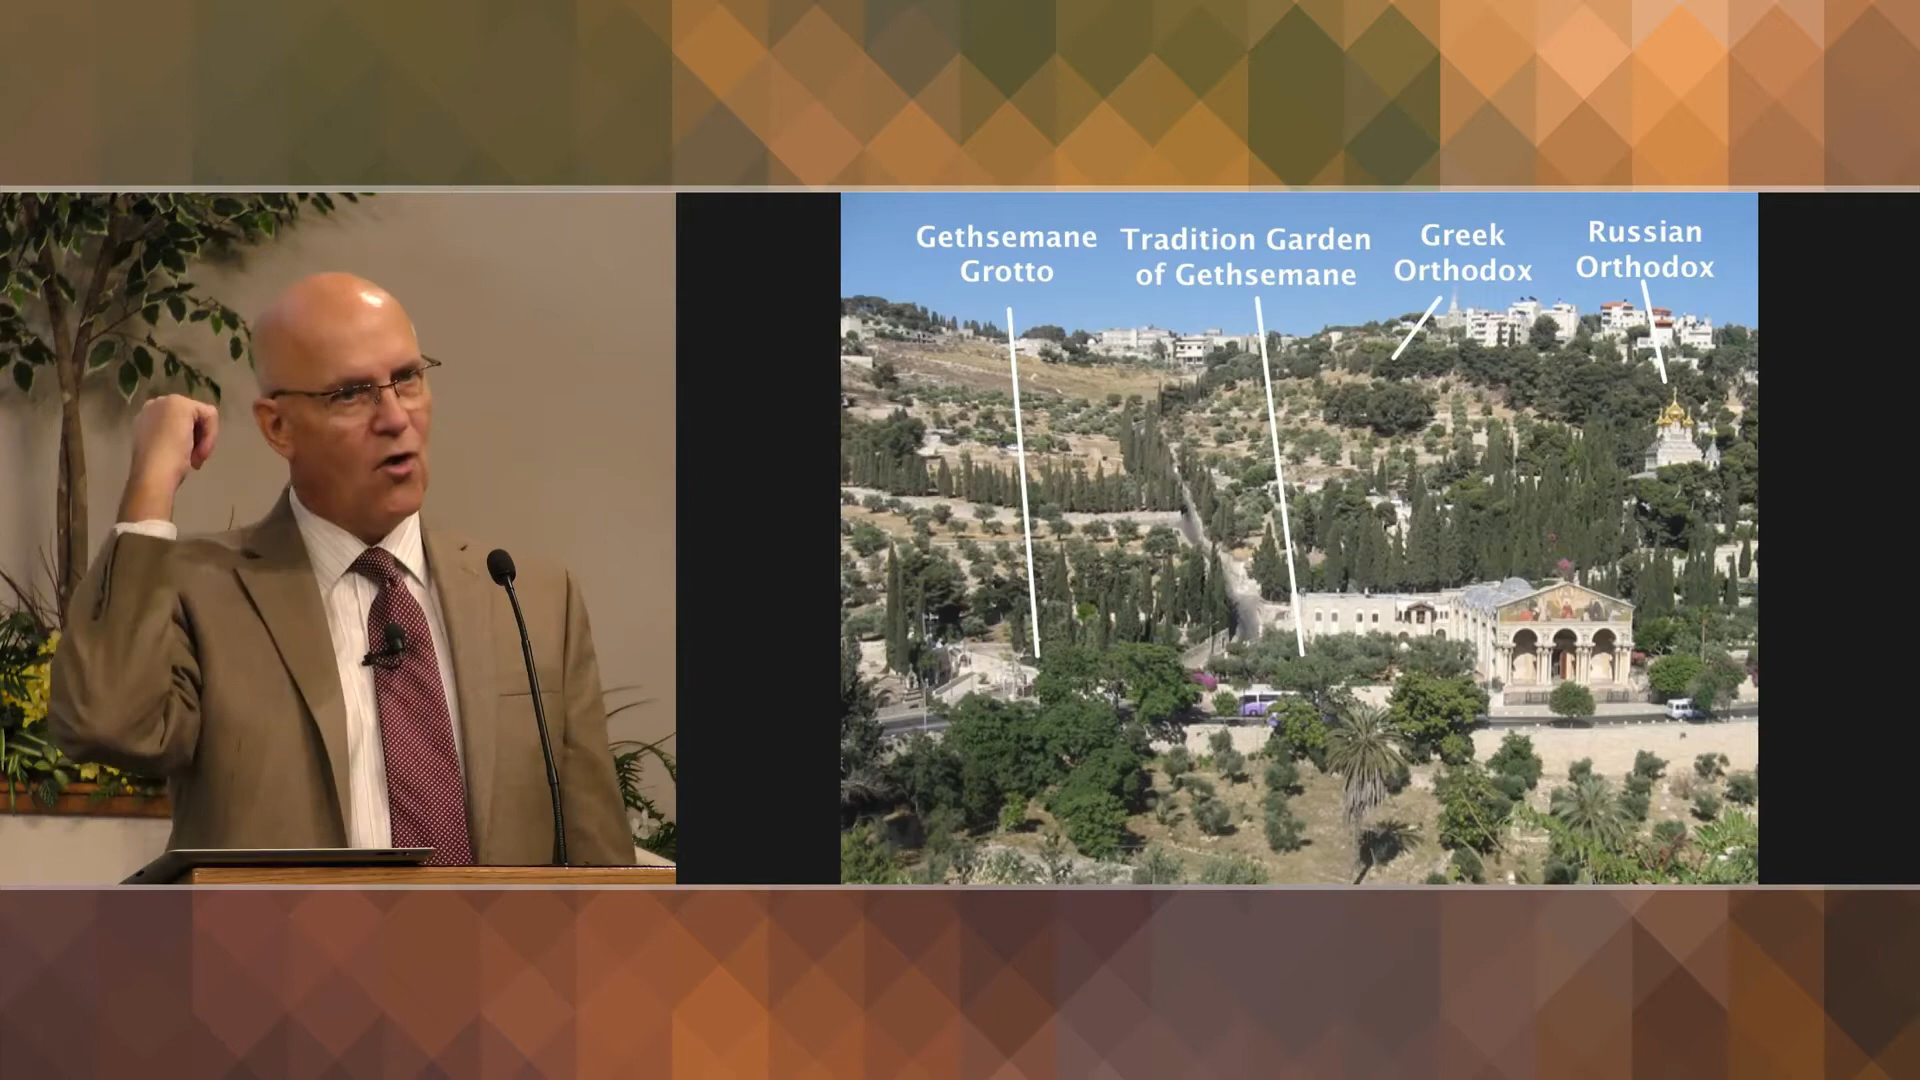 Gethsemane
Grotto
Tradition Garden
of Gethsemane
Greek
Orthodox
Russian
Orthodox